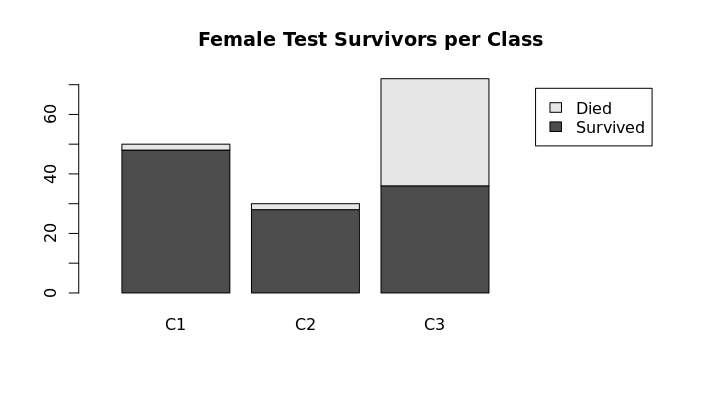 Female Test Survivors per Class
60
40
20
0
C1 C2 C3
Died
Survived